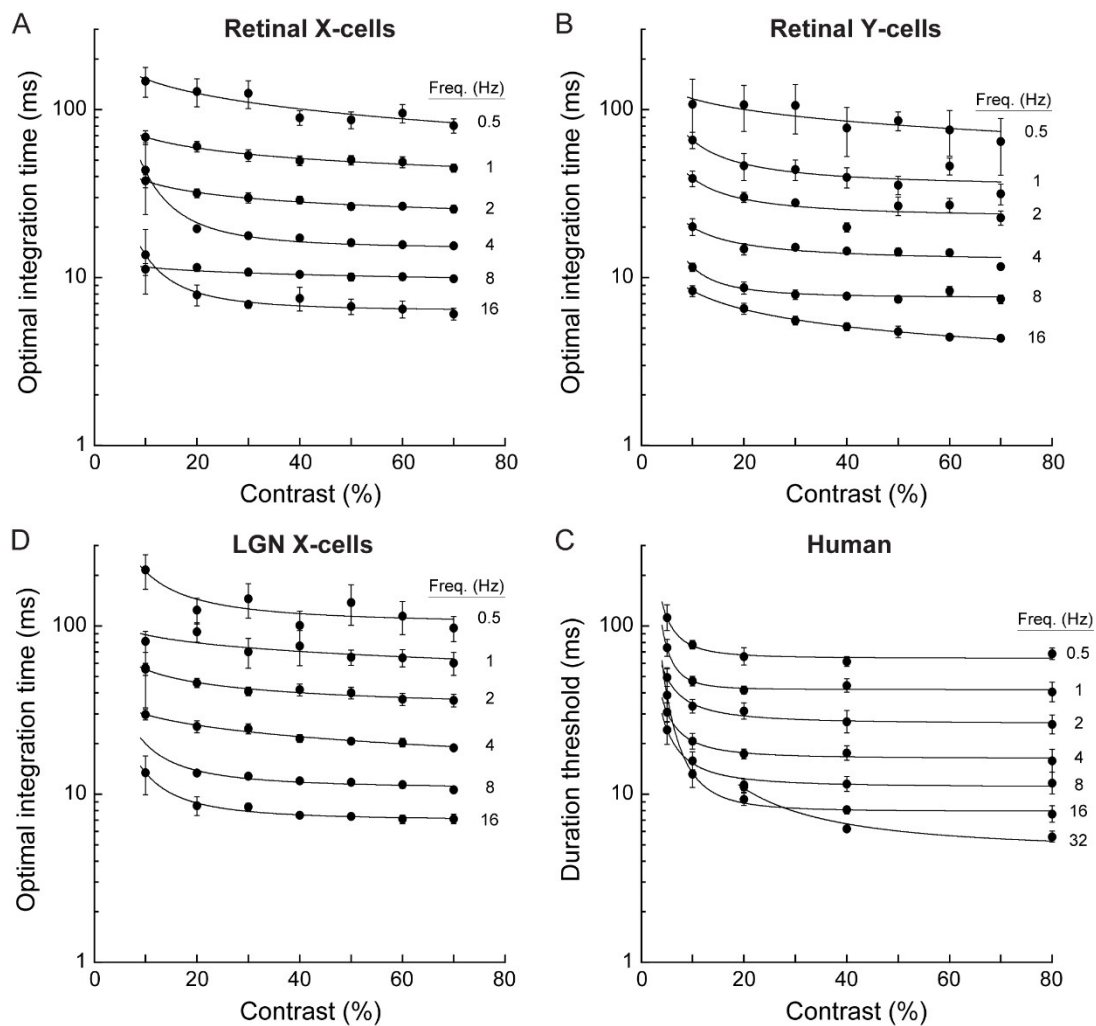 A
Retinal X-cells
Optimal integration time (ms)
100
10
1
Freq. (Hz)
0.5
1
2
4
8
16
0 20 40 60 80
Contrast (%)
B
Retinal Y-cells
Optimal integration time (ms)
100
10
1
Freq. (Hz)
0.5
1
2
4
8
16
0 20 40 60 80
Contrast (%)
D
LGN X-cells
Optimal integration time (ms)
100
10
1
Freq. (Hz)
0.5
1
2
4
8
16
0 20 40 60 80
Contrast (%)
C
Human
Duration threshold (ms)
100
10
1
Freq. (Hz)
0.5
1
2
4
8
16
32
0 20 40 60 80
Contrast (%)